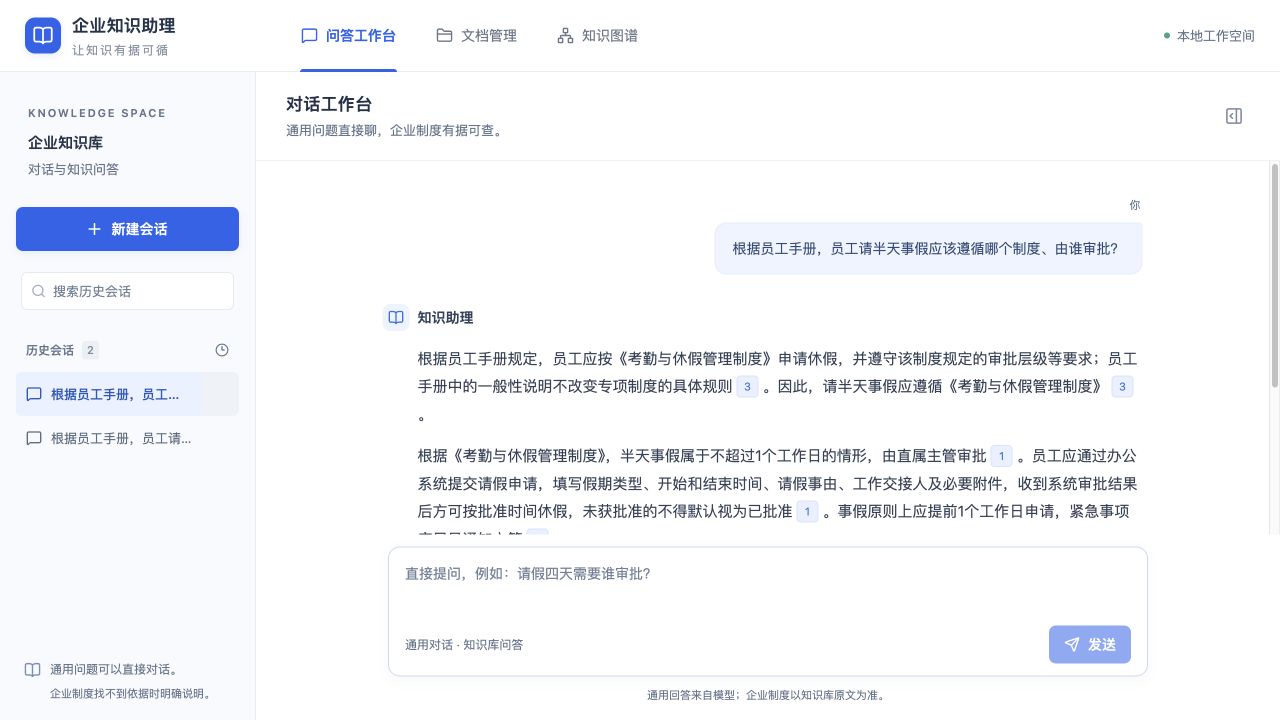 企业知识助理
让知识有据可循
问答工作台
文档管理
知识图谱
本地工作空间
KNOWLEDGE SPACE
企业知识库
对话与知识问答
新建会话
搜索历史会话
历史会话 2
根据员工手册，员工...
根据员工手册，员工请...
通用问题可以直接对话。
企业制度找不到依据时明确说明。
对话工作台
通用问题直接聊，企业制度有据可查。
你
根据员工手册，员工请半天事假应该遵循哪个制度、由谁审批？
知识助理
根据员工手册规定，员工应按《考勤与休假管理制度》申请休假，并遵守该制度规定的审批层级等要求；员工
手册中的一般性说明不改变专项制度的具体规则 3 。因此，请半天事假应遵循《考勤与休假管理制度》 3
。
根据《考勤与休假管理制度》，半天事假属于不超过1个工作日的情形，由直属主管审批 1 。员工应通过办公
系统提交请假申请，填写假期类型、开始和结束时间、请假事由、工作交接人及必要附件，收到系统审批结果
后方可按批准时间休假，未获批准的不得默认视为已批准 1 。事假原则上应提前1个工作日申请，紧急事项
直接提问，例如：请假四天需要谁审批？
通用对话 · 知识库问答
发送
通用回答来自模型；企业制度以知识库原文为准。